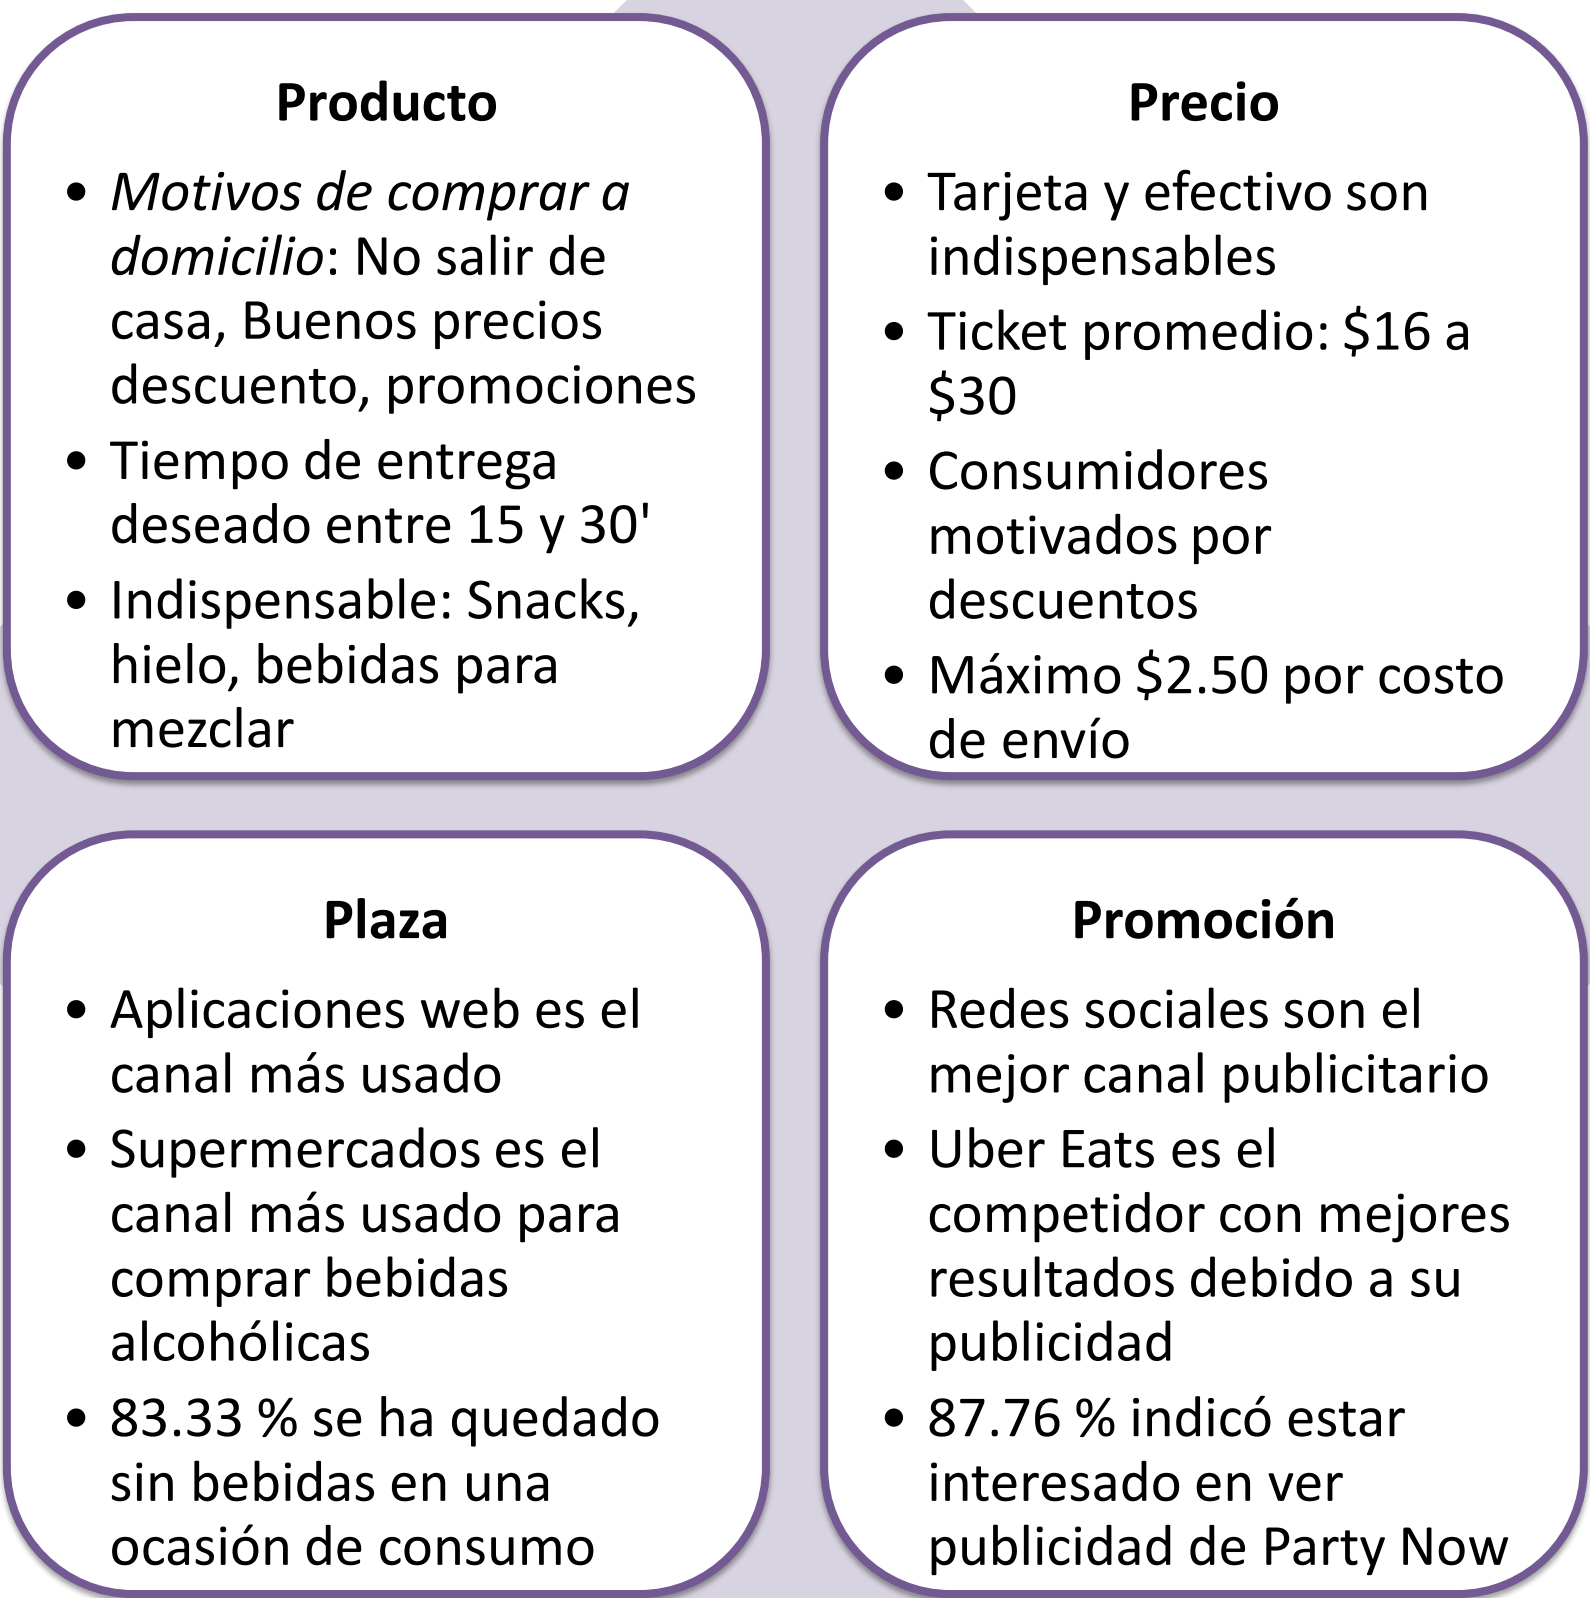 Producto
• Motivos de comprar a
domicilio: No salir de
casa, Buenos precios
descuento, promociones
• Tiempo de entrega
deseado entre 15 y 30'
• Indispensable: Snacks,
hielo, bebidas para
mezclar
Precio
• Tarjeta y efectivo son
indispensables
• Ticket promedio: $16 a
$30
• Consumidores
motivados por
descuentos
• Máximo $2.50 por costo
de envío
Plaza
• Aplicaciones web es el
canal más usado
• Supermercados es el
canal más usado para
comprar bebidas
alcohólicas
• 83.33 % se ha quedado
sin bebidas en una
ocasión de consumo
Promoción
• Redes sociales son el
mejor canal publicitario
• Uber Eats es el
competidor con mejores
resultados debido a su
publicidad
• 87.76 % indicó estar
interesado en ver
publicidad de Party Now